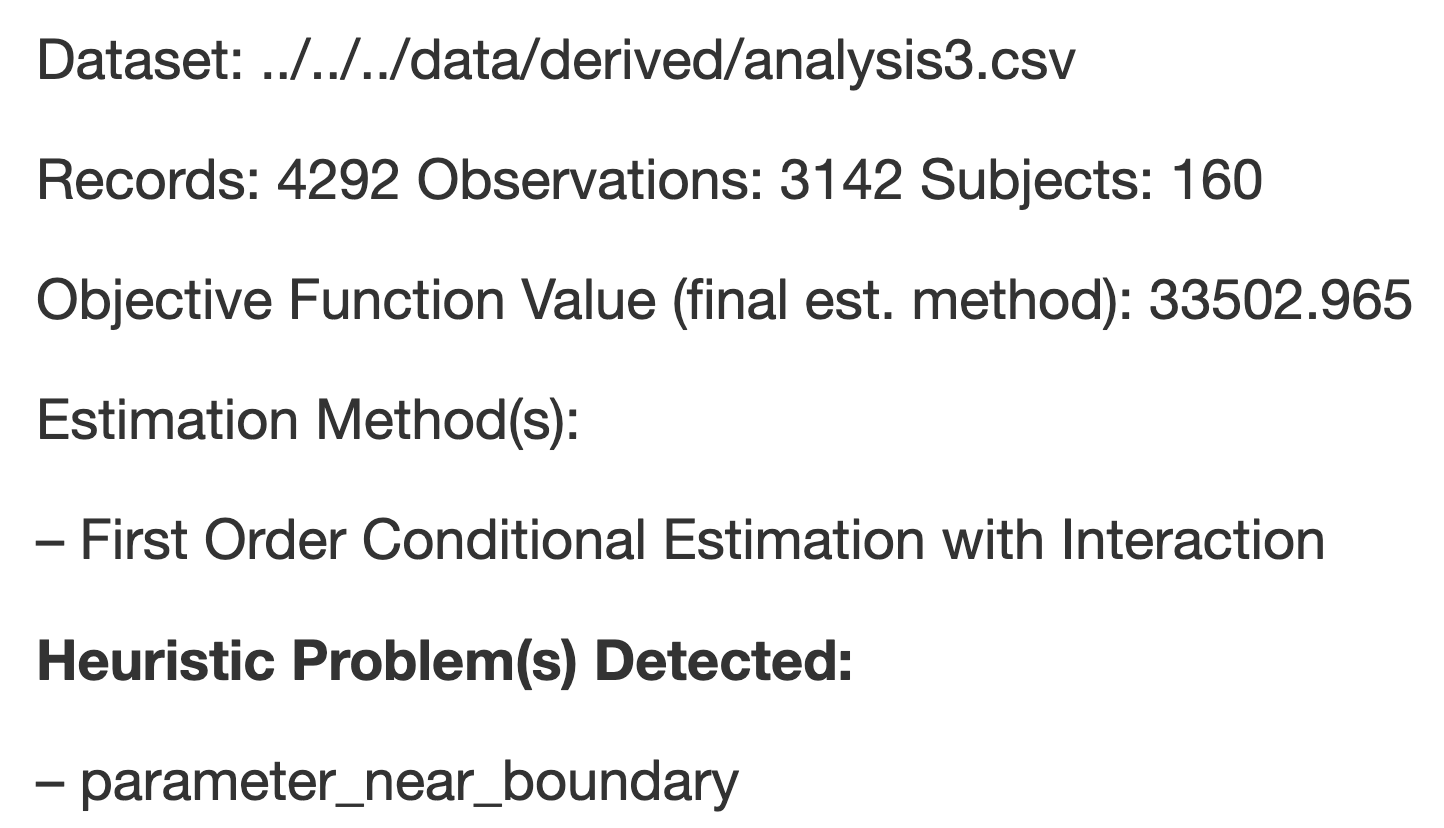 Dataset: ../../../data/derived/analysis3.csv
Records: 4292 Observations: 3142 Subjects: 160
Objective Function Value (final est. method): 33502.965
Estimation Method(s):
– First Order Conditional Estimation with Interaction
Heuristic Problem(s) Detected:
– parameter_near_boundary